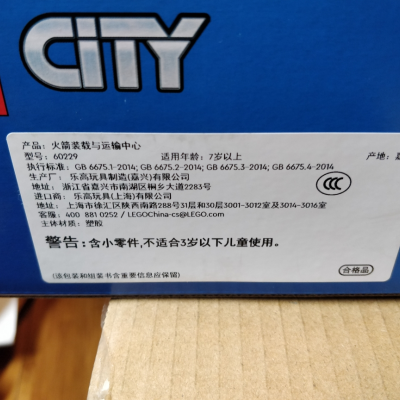 CITY
产品: 火箭装载与运输中心
型号: 60229 适用年龄: 7岁以上 产地:
执行标准: GB 6675.1-2014; GB 6675.2-2014; GB 6675.3-2014; GB 6675.4-2014
生产厂: 乐高玩具制造(嘉兴)有限公司
地址: 浙江省嘉兴市南湖区桐乡大道2283号
进口商: 乐高玩具(上海)有限公司
地址: 上海市徐汇区陕西南路288号31层和30层3001-3012室及3014-3016室
客服: 400 881 0252 / LEGOChina-cs@LEGO.com
主体材质: 塑胶
CCC
警告: 含小零件,不适合3岁以下儿童使用。
合格品
(该包装和组装书含重要信息应保留)